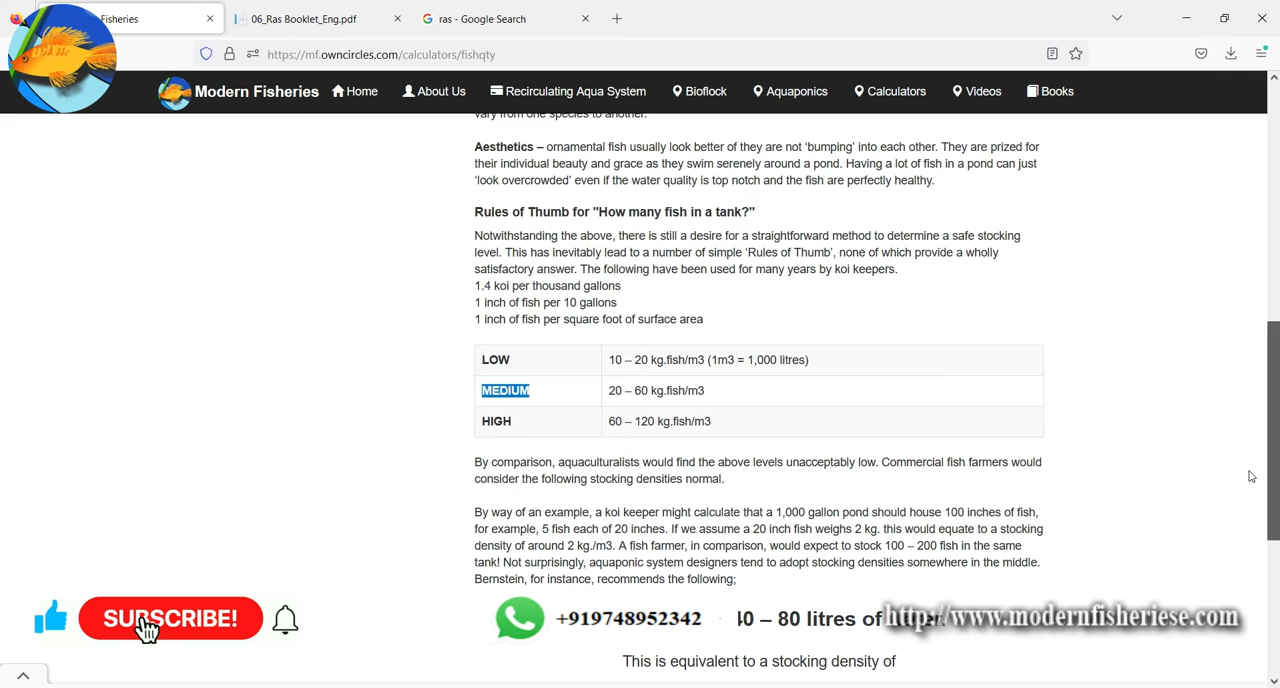 Fisheries
06_Ras Booklet_Eng.pdf
ras - Google Search
https://mf.owncircles.com/calculators/fishqty
Modern Fisheries
Home
About Us
Recirculating Aqua System
Bioflock
Aquaponics
Calculators
Videos
Books
vary from one species to another.
Aesthetics – ornamental fish usually look better of they are not ‘bumping’ into each other. They are prized for
their individual beauty and grace as they swim serenely around a pond. Having a lot of fish in a pond can just
‘look overcrowded’ even if the water quality is top notch and the fish are perfectly healthy.
Rules of Thumb for "How many fish in a tank?"
Notwithstanding the above, there is still a desire for a straightforward method to determine a safe stocking
level. This has inevitably lead to a number of simple ‘Rules of Thumb’, none of which provide a wholly
satisfactory answer. The following have been used for many years by koi keepers.
1.4 koi per thousand gallons
1 inch of fish per 10 gallons
1 inch of fish per square foot of surface area
LOW 10 – 20 kg.fish/m3 (1m3 = 1,000 litres)
MEDIUM 20 – 60 kg.fish/m3
HIGH 60 – 120 kg.fish/m3
By comparison, aquaculturalists would find the above levels unacceptably low. Commercial fish farmers would
consider the following stocking densities normal.
By way of an example, a koi keeper might calculate that a 1,000 gallon pond should house 100 inches of fish,
for example, 5 fish each of 20 inches. If we assume a 20 inch fish weighs 2 kg. this would equate to a stocking
density of around 2 kg./m3. A fish farmer, in comparison, would expect to stock 100 – 200 fish in the same
tank! Not surprisingly, aquaponic system designers tend to adopt stocking densities somewhere in the middle.
Bernstein, for instance, recommends the following;
SUBSCRIBE!
+919748952342
40 – 80 litres of
http://www.modernfisheriese.com
This is equivalent to a stocking density of